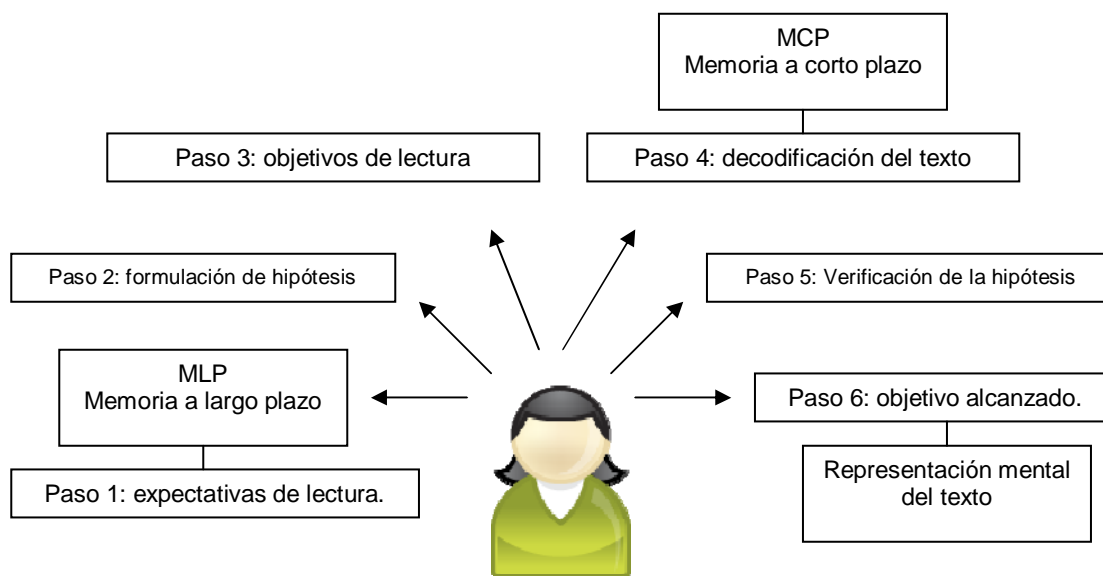 MCP
Memoria a corto plazo
Paso 3: objetivos de lectura
Paso 4: decodificación del texto
Paso 2: formulación de hipótesis
Paso 5: Verificación de la hipótesis
MLP
Memoria a largo plazo
Paso 6: objetivo alcanzado.
Paso 1: expectativas de lectura.
Representación mental
del texto